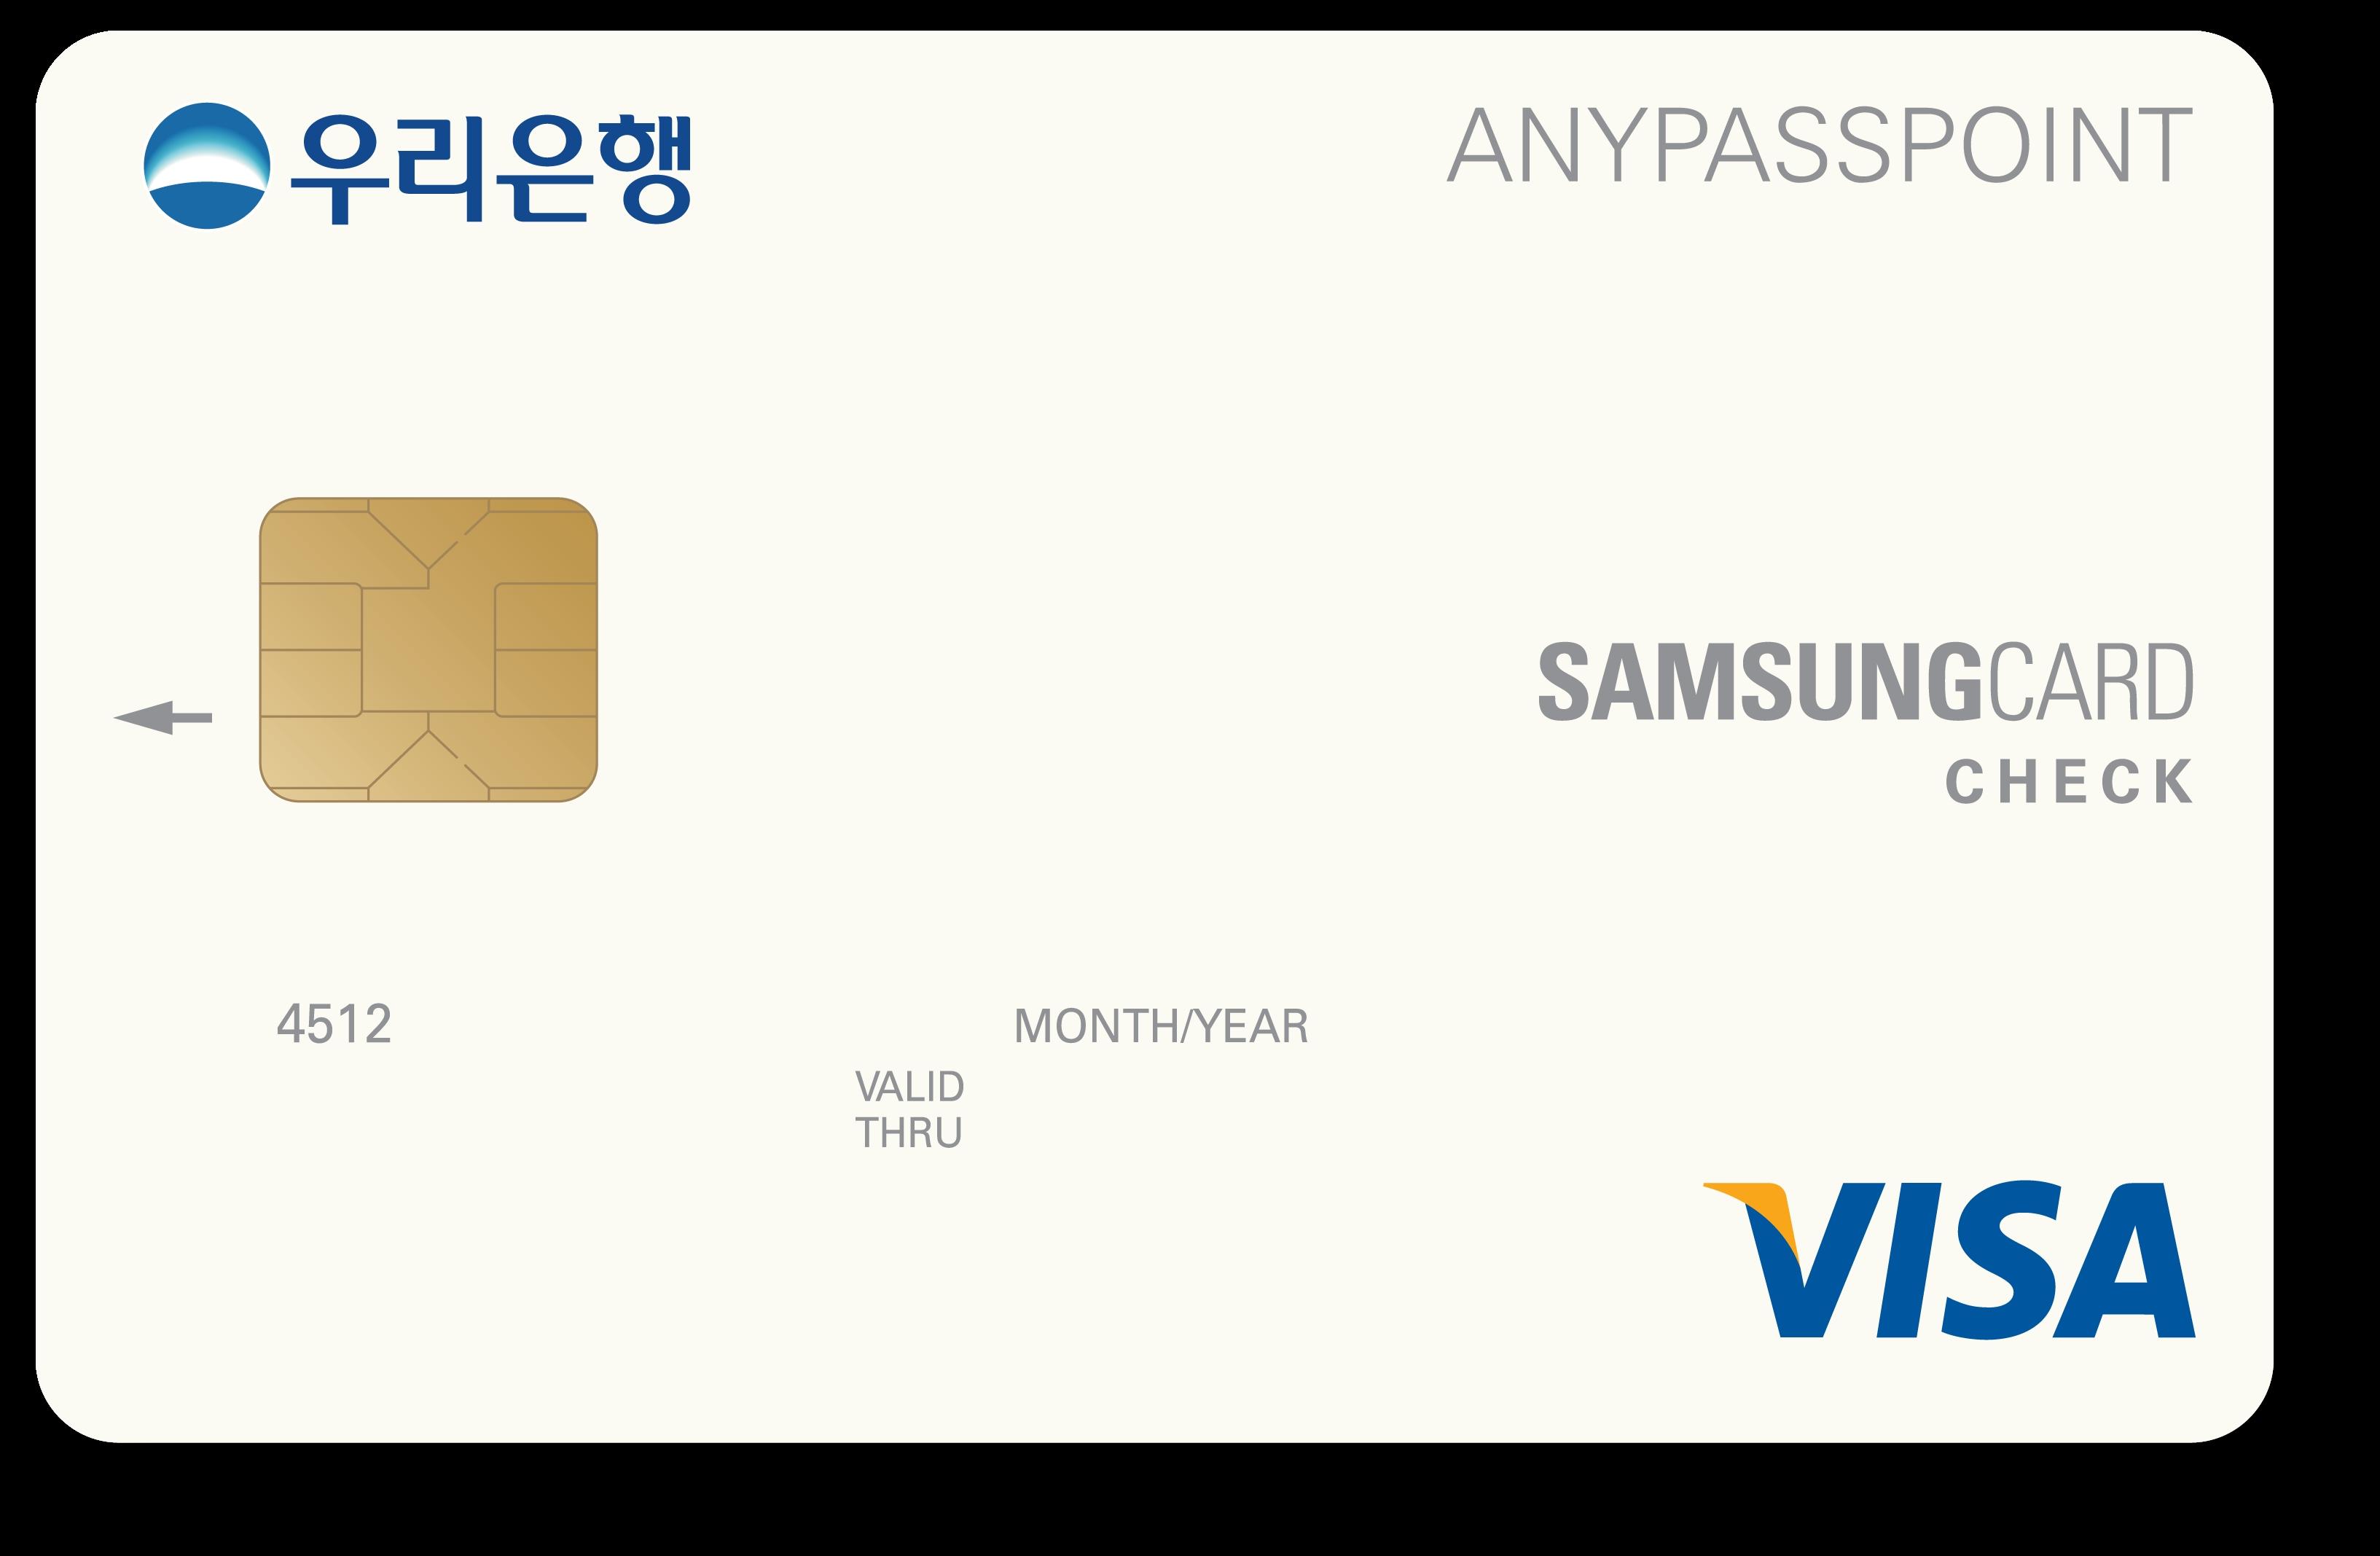 우리은행
ANYPASSPOINT
SAMSUNGCARD
CHECK
4512
MONTH/YEAR
VALID
THRU
VISA